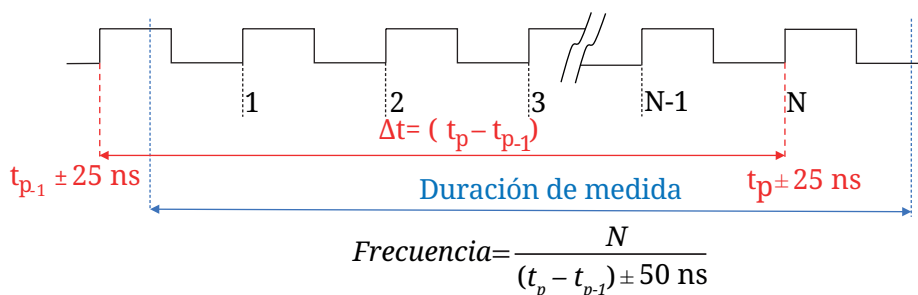 1 2 3 N-1 N
Δt= ( tp – tp-1)
tp-1 ± 25 ns
tp ± 25 ns
Duración de medida
Frecuencia= N
(tp – tp-1) ± 50 ns